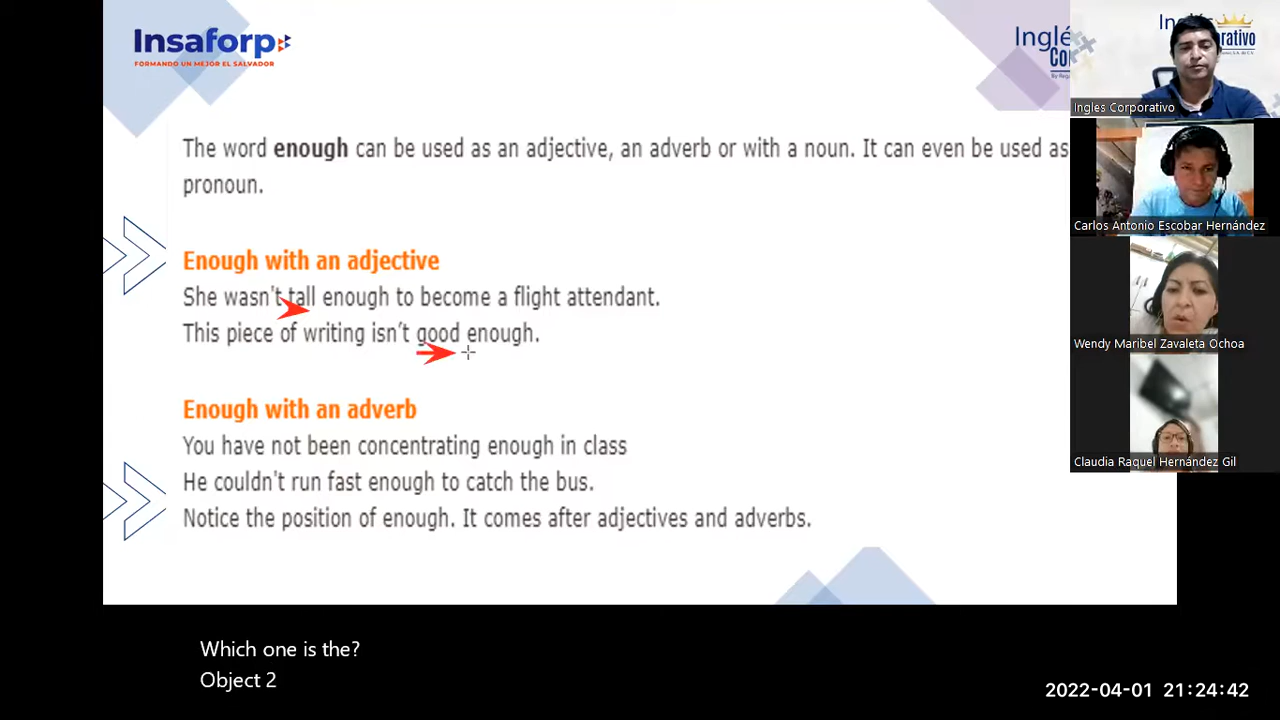 Insaforp
FORMANDO UN MEJOR EL SALVADOR
The word enough can be used as an adjective, an adverb or with a noun. It can even be used as
pronoun.
Enough with an adjective
She wasn't tall enough to become a flight attendant.
This piece of writing isn't good enough.
Enough with an adverb
You have not been concentrating enough in class
He couldn't run fast enough to catch the bus.
Notice the position of enough. It comes after adjectives and adverbs.
Ingles Corporativo
Carlos Antonio Escobar Hernández
Wendy Maribel Zavaleta Ochoa
Claudia Raquel Hernández Gil
Which one is the?
Object 2
2022-04-01 21:24:42